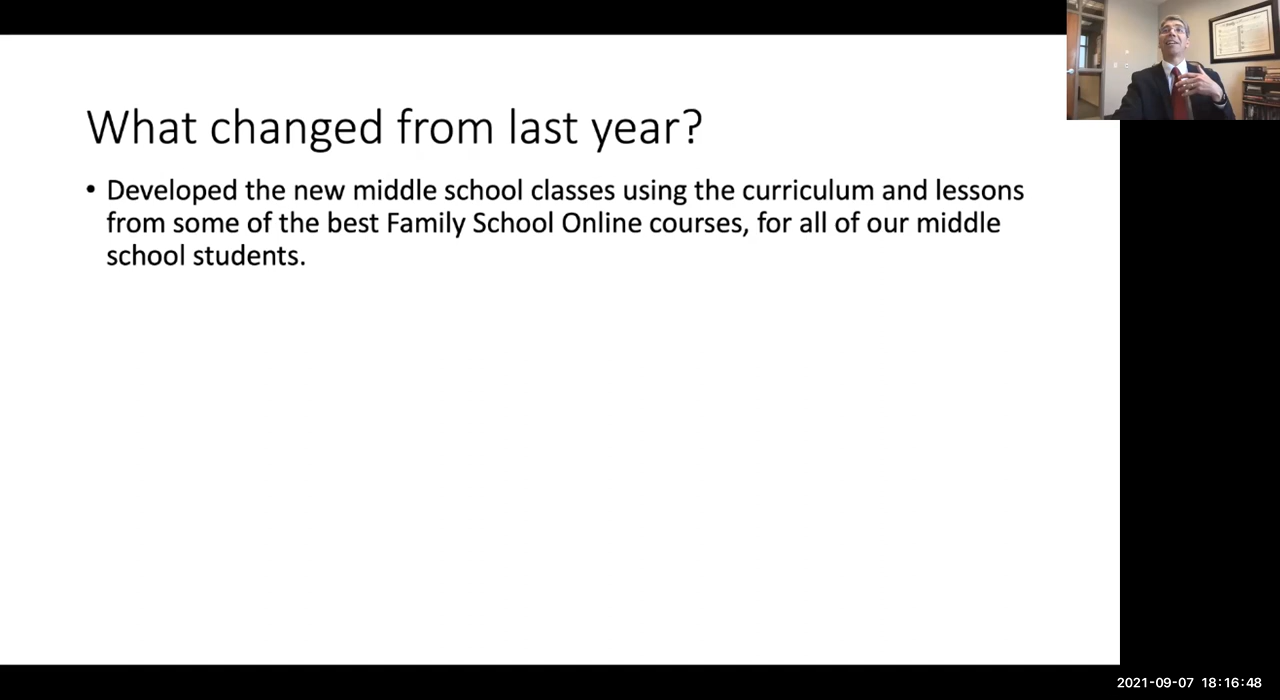 What changed from last year?
• Developed the new middle school classes using the curriculum and lessons
from some of the best Family School Online courses, for all of our middle
school students.
2021-09-07 18:16:48